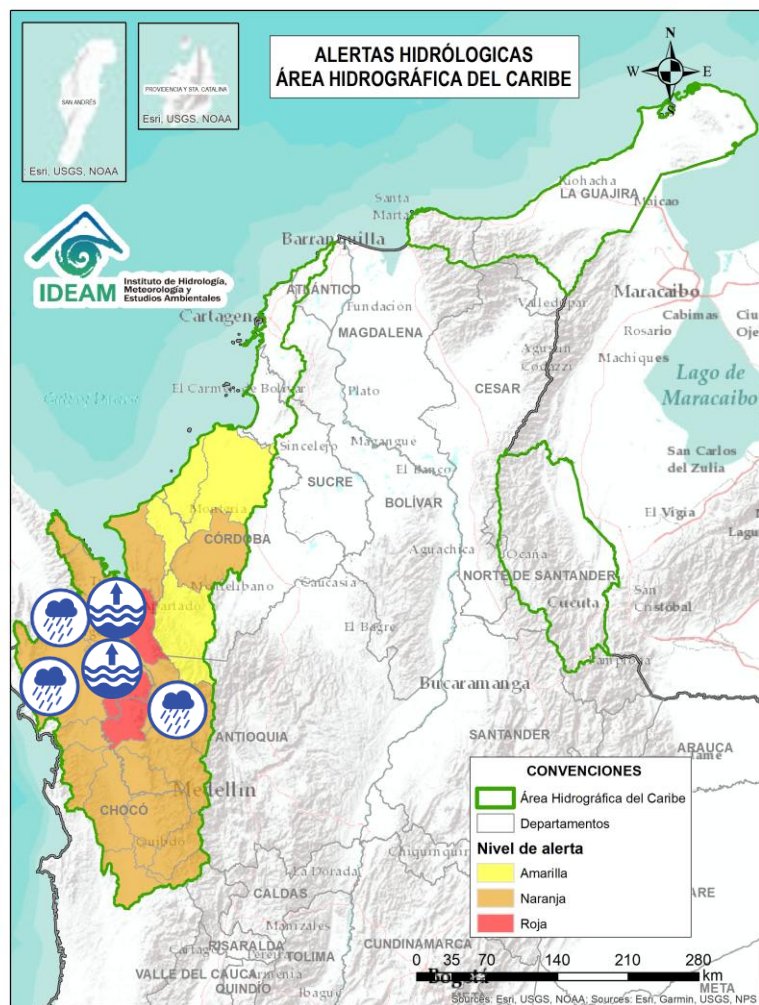 ALERTAS HIDRÓLOGICAS
ÁREA HIDROGRÁFICA DEL CARIBE
SAN ANDRÉS
Esri, USGS, NOAA
PROVIDENCIA Y STA. CATALINA
Esri, USGS, NOAA
N
W
E
S
IDEAM
Instituto de Hidrología,
Meteorología y
Estudios Ambientales
Riohacha
LA GUAJIRA
Maicao
Santa
Marta
Barranquilla
ATLÁNTICO
Cartagena
Fundación
MAGDALENA
Valledupar
Maracaibo
Cabimas
Rosario
Machiques
Agustín
Codazzi
CESAR
Lago de
Maracaibo
El Carmen de Bolívar
Plato
Sincelejo
Magangué
SUCRE
El Banco
BOLÍVAR
San Carlos
del Zulia
El Vigía
Montería
CÓRDOBA
Montelíbano
Caucasia
Aguachica
Ocaña
NORTE DE SANTANDER
Cucuta
San
Cristóbal
El Bagre
Pamplona
Bucaramanga
ANTIOQUIA
SANTANDER
ARAUCA
Medellín
CHOCÓ
Quibdó
La Dorada
CALDAS
Manizales
RISARALDA
Pereira
TOLIMA
CUNDINAMARCA
VALLE DEL CAUCA
Armenia
QUINDÍO
Ibagué
Bogotá
META
CONVENCIONES
Área Hidrográfica del Caribe
Departamentos
Nivel de alerta
Amarilla
Naranja
Roja
0 35 70 140 210 280
km
Sources: Esri, USGS, NOAA; Sources: Esri, Garmin, USGS, NPS